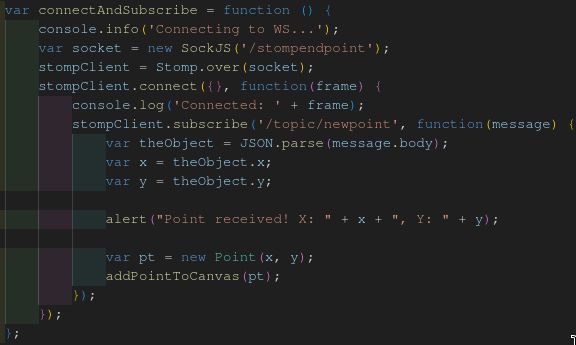 var connectAndSubscribe = function () {
console.info('Connecting to WS...');
var socket = new SockJS('/stompendpoint');
stompClient = Stomp.over(socket);
stompClient.connect({}, function(frame) {
console.log('Connected: ' + frame);
stompClient.subscribe('/topic/newpoint', function(message) {
var theObject = JSON.parse(message.body);
var x = theObject.x;
var y = theObject.y;
alert("Point received! X: " + x + ", Y: " + y);
var pt = new Point(x, y);
addPointToCanvas(pt);
});
});
};